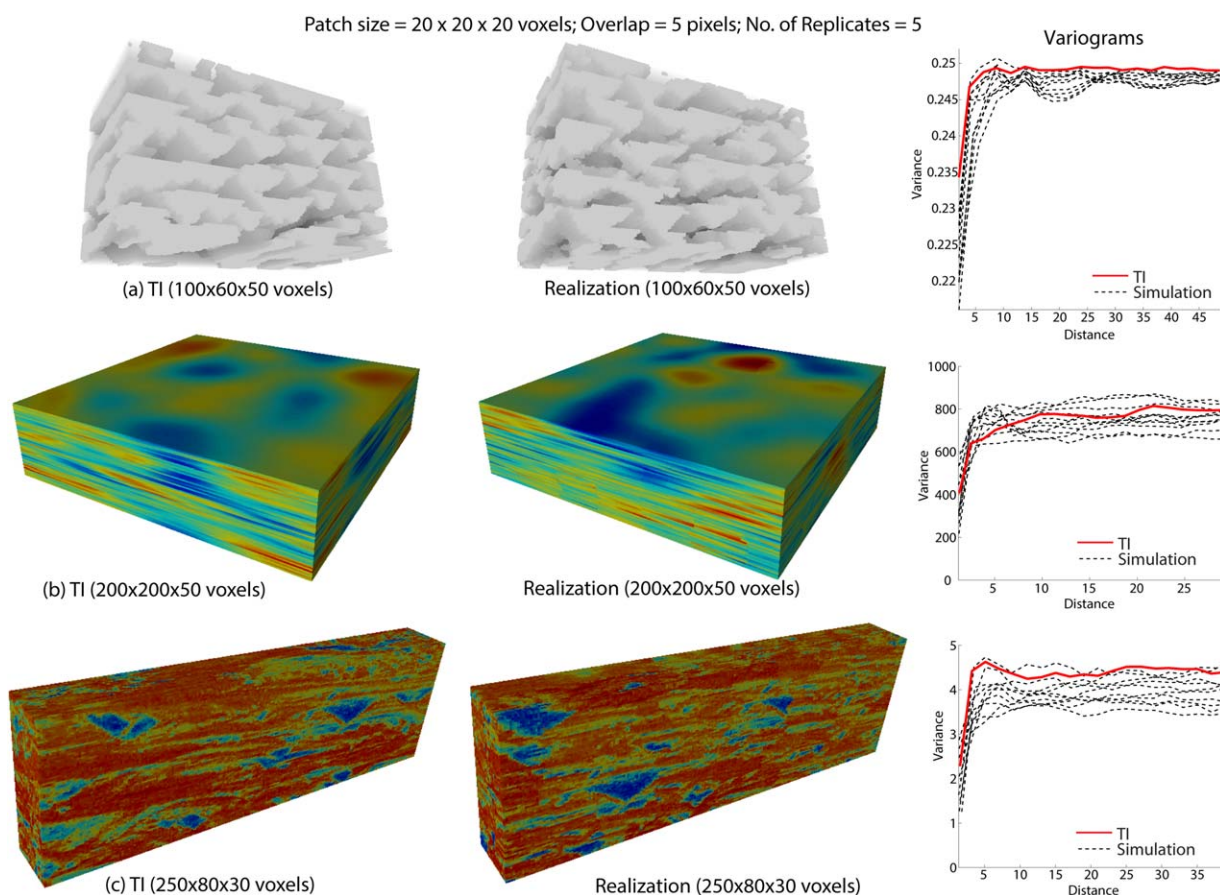 Patch size = 20 x 20 x 20 voxels; Overlap = 5 pixels; No. of Replicates = 5
Variograms
0.25
0.245
0.24
0.235
0.23
0.225
0.22
Variance
TI
Simulation
5 10 15 20 25 30 35 40 45
Distance
(a) TI (100x60x50 voxels)
Realization (100x60x50 voxels)
1000
800
600
400
200
0
Variance
TI
Simulation
5 10 15 20 25
Distance
(b) TI (200x200x50 voxels)
Realization (200x200x50 voxels)
5
4
3
2
1
0
Variance
TI
Simulation
5 10 15 20 25 30 35
Distance
(c) TI (250x80x30 voxels)
Realization (250x80x30 voxels)